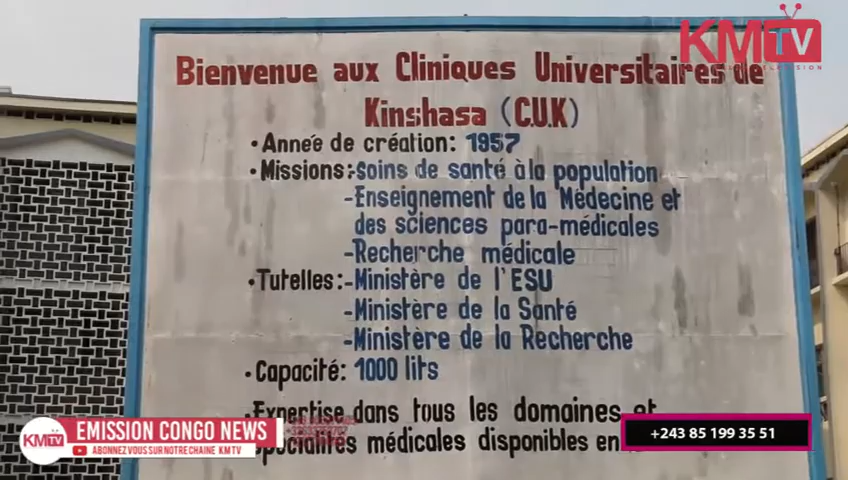 KMTV
Bienvenue aux Cliniques Universitaires de
Kinshasa (C.U.K)
•Année de création: 1957
•Missions:-soins de santé à la population
-Enseignement de la Médecine et
des sciences para-médicales
-Recherche médicale
•Tutelles:-Ministère de l'ESU
-Ministère de la Santé
-Ministère de la Recherche
•Capacité: 1000 lits
•Expertise dans tous les domaines et
spécialités médicales disponibles en
KMTV
EMISSION CONGO NEWS
ABONNEZ VOUS SUR NOTRE CHAINE KMTV
+243 85 199 35 51